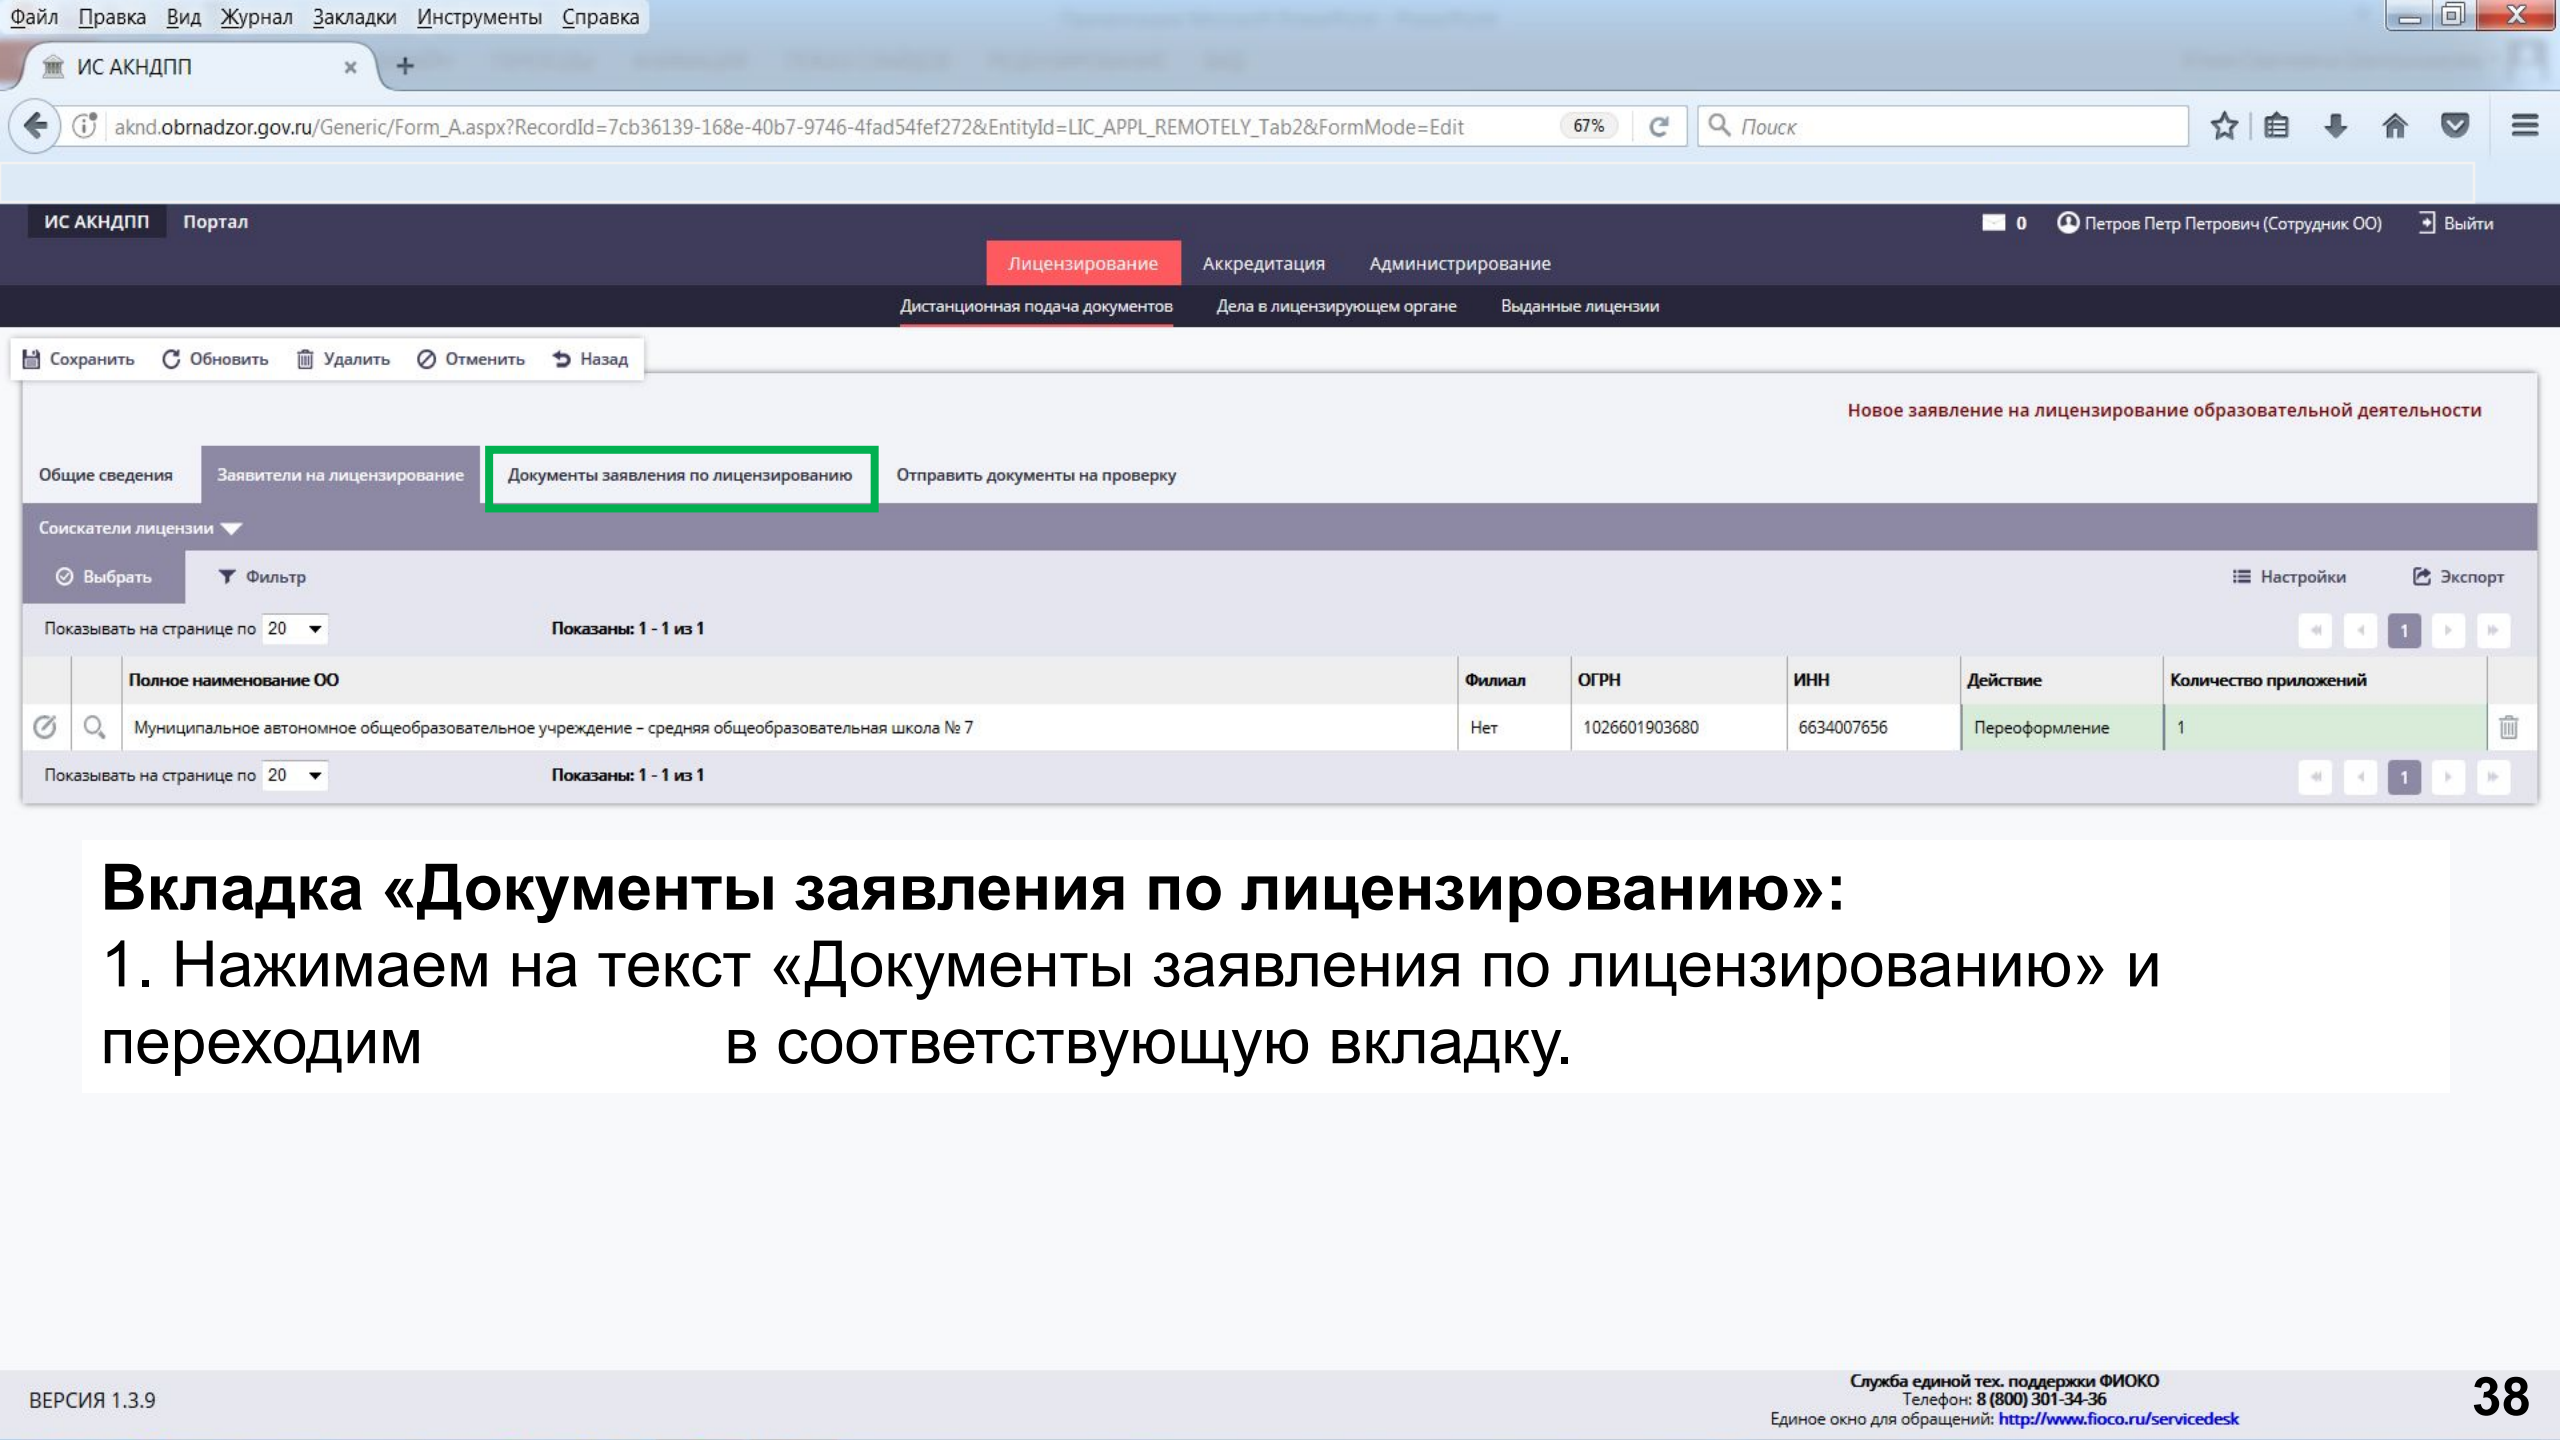 Файл Правка Вид Журнал Закладки Инструменты Справка
ИС АКНДПП
aknd.obrnadzor.gov.ru/Generic/Form_A.aspx?RecordId=7cb36139-168e-40b7-9746-4fad54fef272&EntityId=LIC_APPL_REMOTELY_Tab2&FormMode=Edit 67% Поиск
ИС АКНДПП Портал 0 Петров Петр Петрович (Сотрудник ОО) Выйти
Лицензирование Аккредитация Администрирование
Дистанционная подача документов Дела в лицензирующем органе Выданные лицензии
Сохранить Обновить Удалить Отменить Назад
Новое заявление на лицензирование образовательной деятельности
Общие сведения Заявители на лицензирование Документы заявления по лицензированию Отправить документы на проверку
Соискатели лицензии
Выбрать Фильтр Настройки Экспорт
Показывать на странице по 20 Показаны: 1 - 1 из 1 1
Полное наименование ОО Филиал ОГРН ИНН Действие Количество приложений
Муниципальное автономное общеобразовательное учреждение – средняя общеобразовательная школа № 7 Нет 1026601903680 6634007656 Переоформление 1
Показывать на странице по 20 Показаны: 1 - 1 из 1 1
Вкладка «Документы заявления по лицензированию»:
1. Нажимаем на текст «Документы заявления по лицензированию» и
переходим в соответствующую вкладку.
Служба единой тех. поддержки ФИОКО
ВЕРСИЯ 1.3.9 Телефон: 8 (800) 301-34-36 38
Единое окно для обращений: http://www.fioco.ru/servicedesk